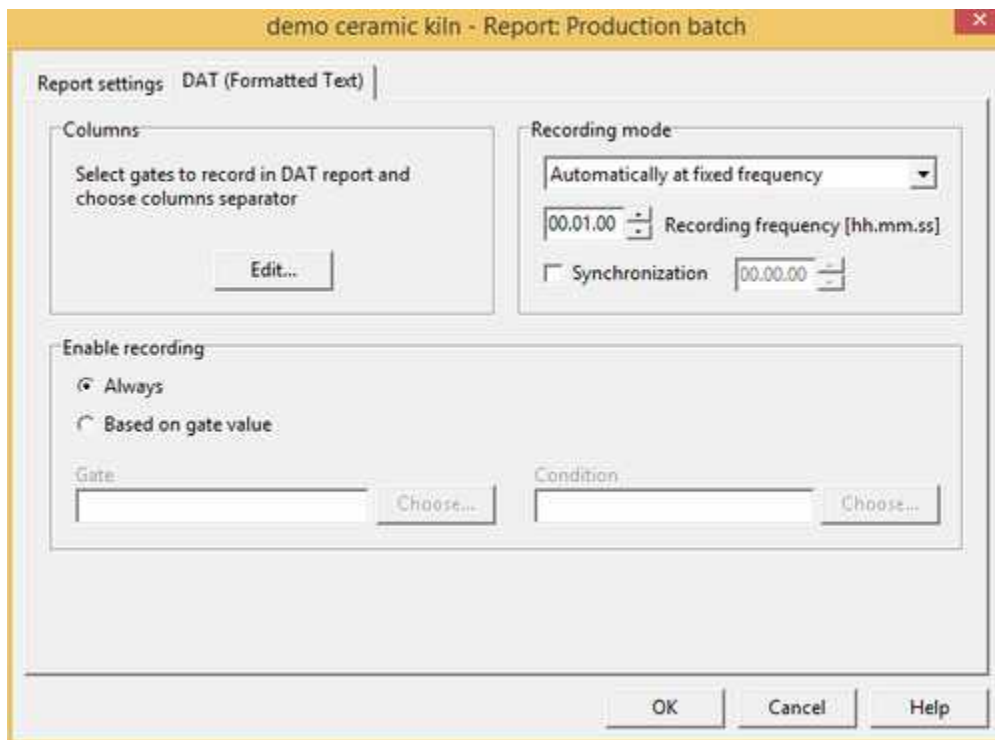 demo ceramic kiln - Report: Production batch
Report settings
DAT (Formatted Text)
Columns
Select gates to record in DAT report and
choose columns separator
Edit...
Recording mode
Automatically at fixed frequency
00.01.00 Recording frequency [hh.mm.ss]
Synchronization 00.00.00
Enable recording
Always
Based on gate value
Gate
Choose...
Condition
Choose...
OK
Cancel
Help